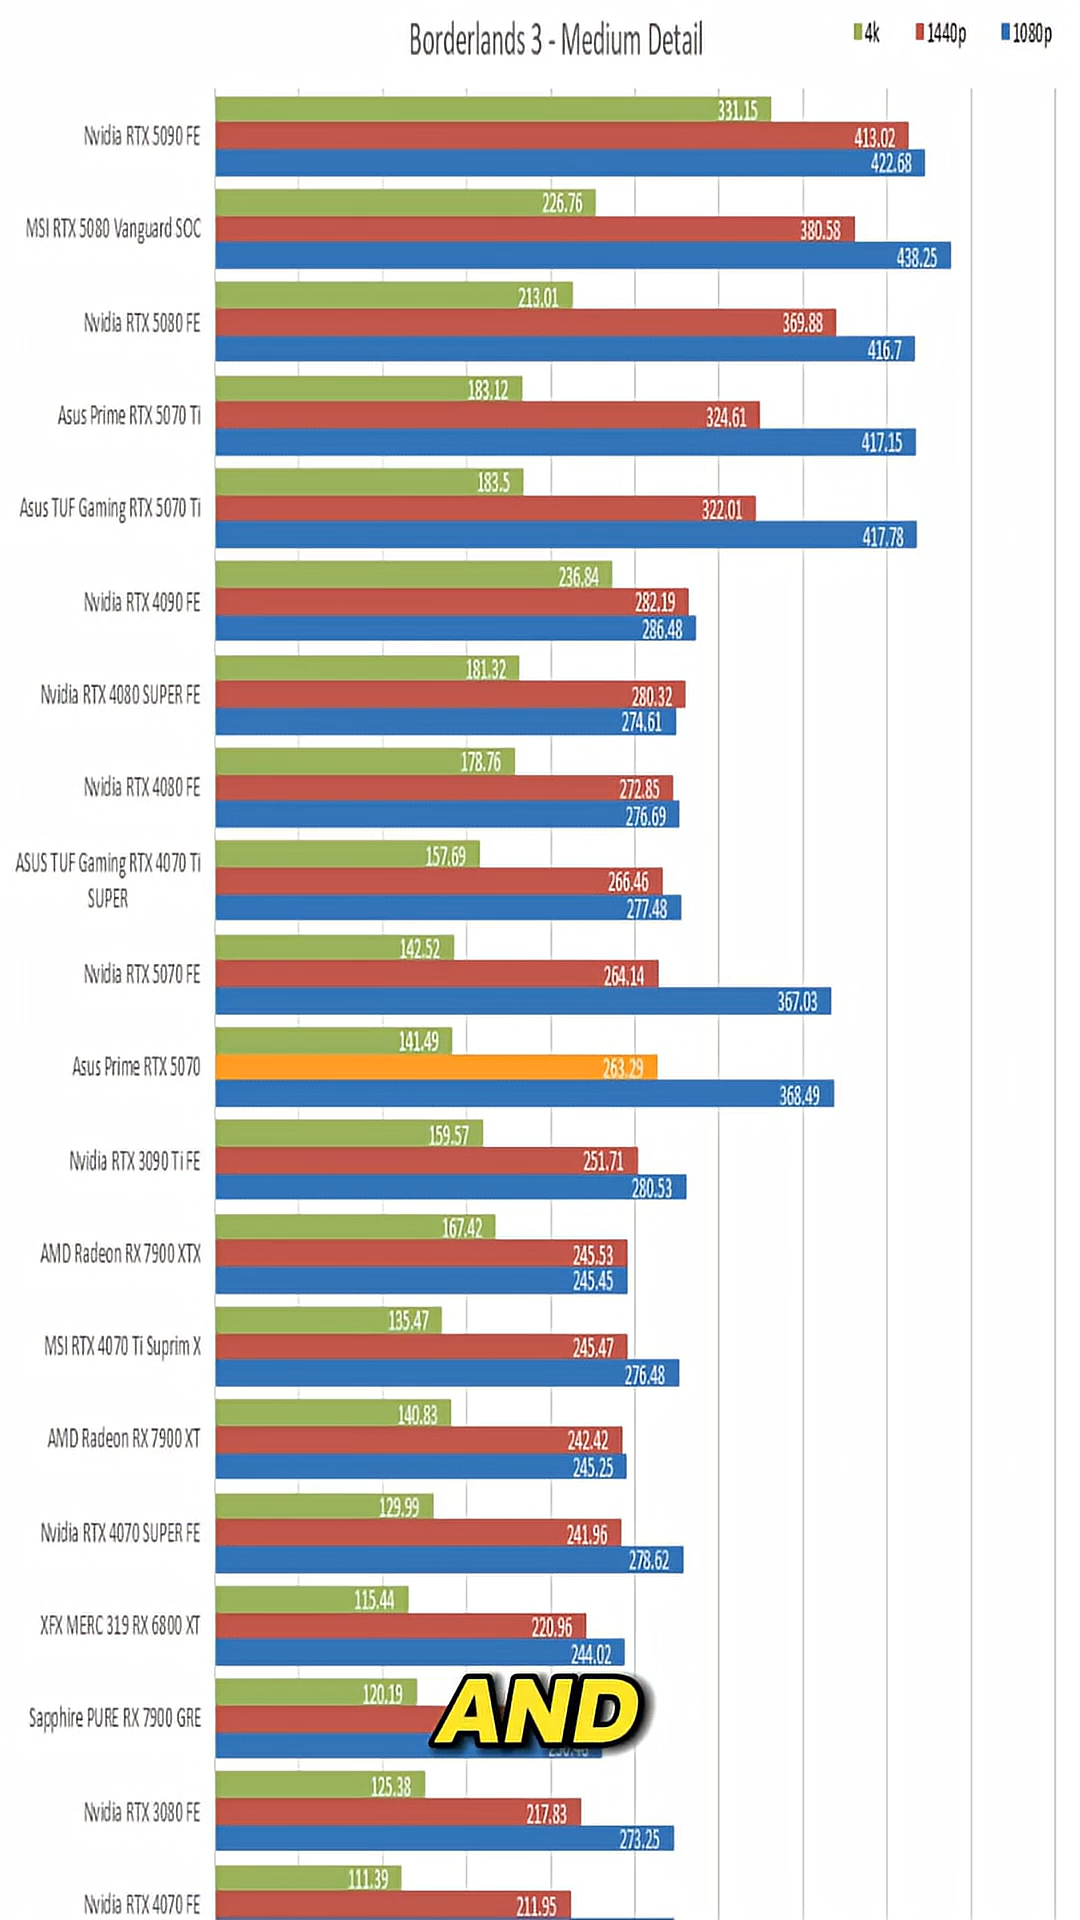 Borderlands 3 - Medium Detail
4k 1440p 1080p
Nvidia RTX 5090 FE
331.15
413.02
422.68
MSI RTX 5080 Vanguard SOC
226.76
380.58
438.25
Nvidia RTX 5080 FE
213.01
369.88
416.7
Asus Prime RTX 5070 Ti
183.12
324.61
417.15
Asus TUF Gaming RTX 5070 Ti
183.5
322.01
417.78
Nvidia RTX 4090 FE
236.84
282.19
286.48
Nvidia RTX 4080 SUPER FE
181.32
280.32
274.61
Nvidia RTX 4080 FE
178.76
272.85
276.69
ASUS TUF Gaming RTX 4070 Ti
SUPER
157.69
266.46
277.48
Nvidia RTX 5070 FE
142.52
264.14
367.03
Asus Prime RTX 5070
141.49
263.29
368.49
Nvidia RTX 3090 Ti FE
159.57
251.71
280.53
AMD Radeon RX 7900 XTX
167.42
245.53
245.45
MSI RTX 4070 Ti Suprim X
135.47
245.47
276.48
AMD Radeon RX 7900 XT
140.83
242.42
245.25
Nvidia RTX 4070 SUPER FE
129.99
241.96
278.62
XFX MERC 319 RX 6800 XT
115.44
220.96
244.02
Sapphire PURE RX 7900 GRE
120.19
AND
Nvidia RTX 3080 FE
125.38
217.83
273.25
Nvidia RTX 4070 FE
111.39
211.95